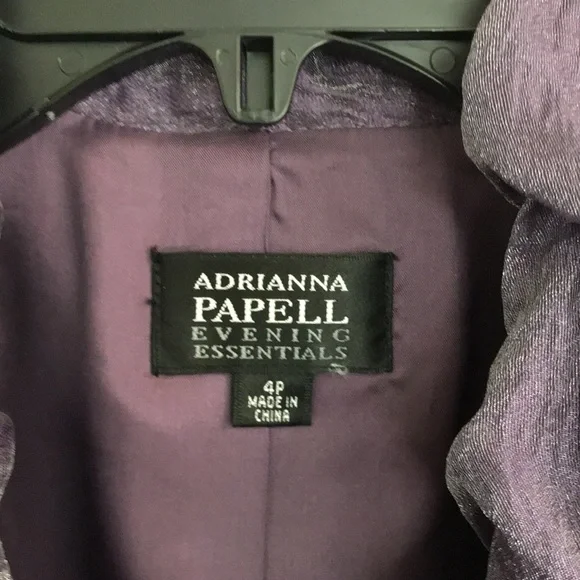 ADRIANNA
PAPELL
EVENING
ESSENTIALS
4P
MADE IN
CHINA